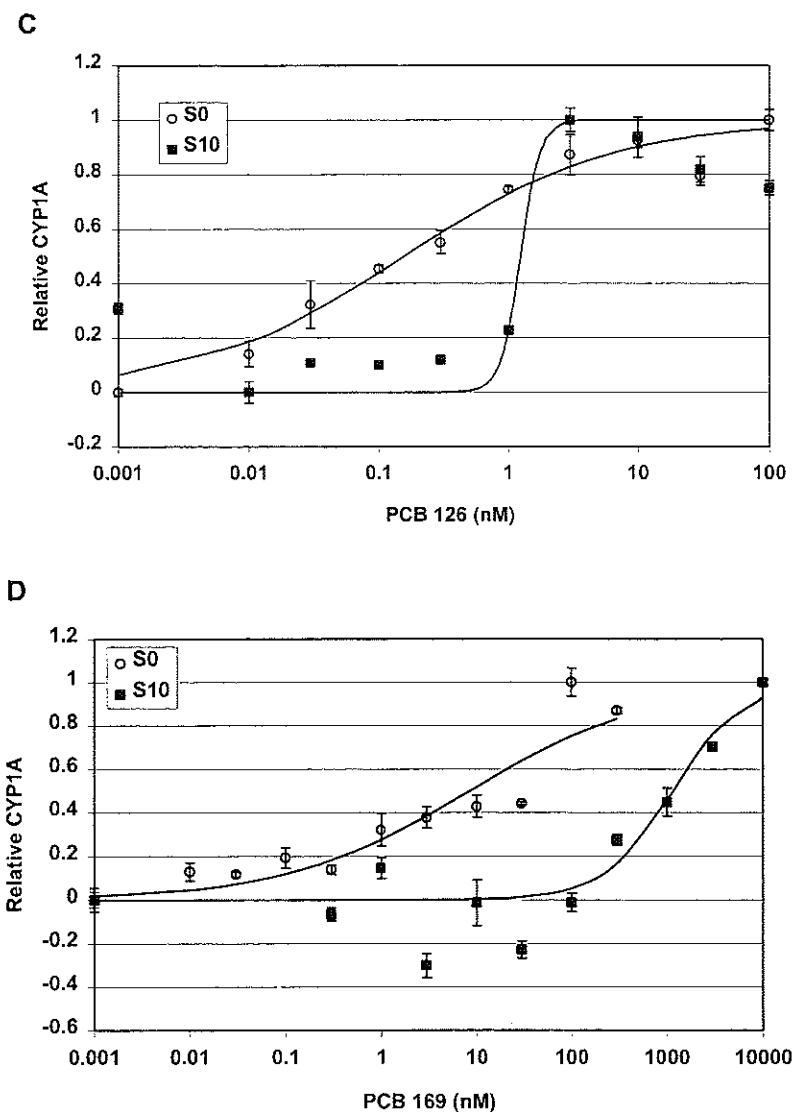 C
1.2
1
0.8
0.6
0.4
0.2
0
-0.2
S0
S10
Relative CYP1A
0.001 0.01 0.1 1 10 100
PCB 126 (nM)
D
1.2
1
0.8
0.6
0.4
0.2
0
-0.2
-0.4
-0.6
S0
S10
Relative CYP1A
0.001 0.01 0.1 1 10 100 1000 10000
PCB 169 (nM)